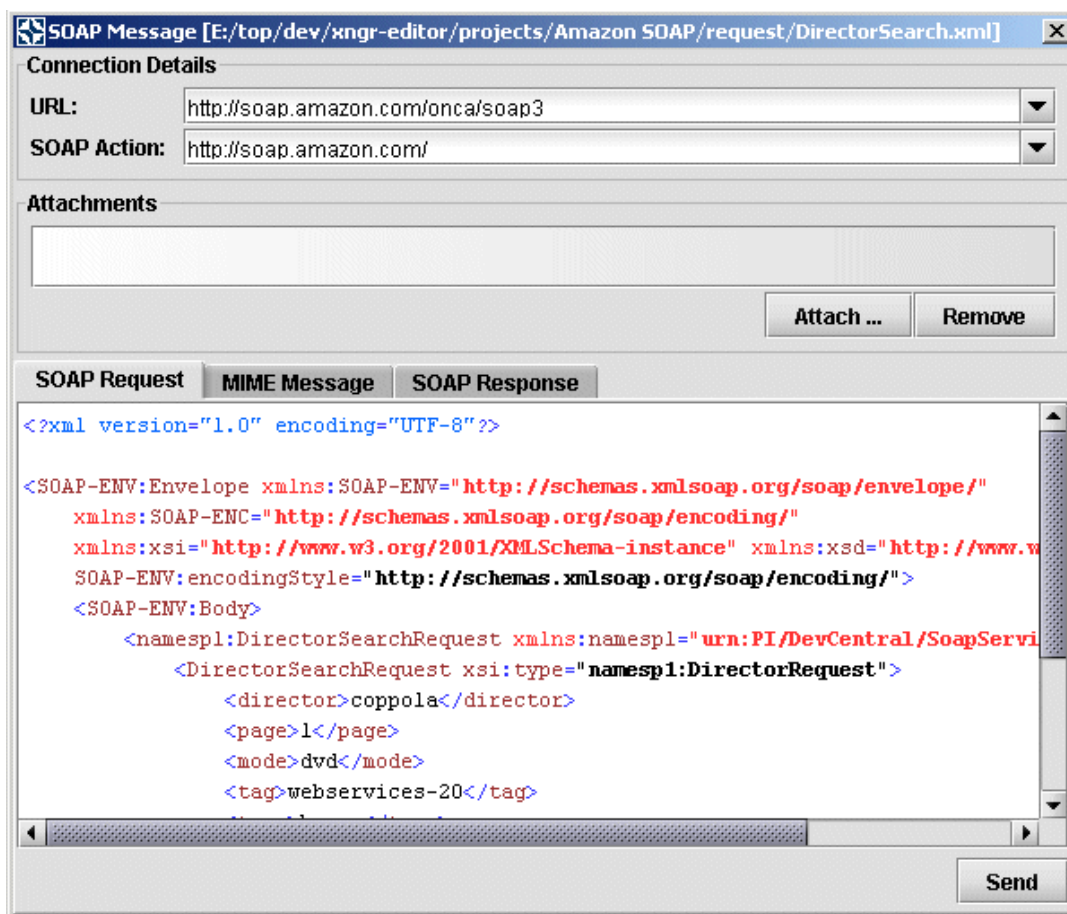 SOAP Message [E:/top/dev/xngr-editor/projects/Amazon SOAP/request/DirectorSearch.xml]
Connection Details
URL: http://soap.amazon.com/onca/soap3
SOAP Action: http://soap.amazon.com/
Attachments
Attach ... Remove
SOAP Request MIME Message SOAP Response
<?xml version="1.0" encoding="UTF-8"?>
<SOAP-ENV:Envelope xmlns:SOAP-ENV="http://schemas.xmlsoap.org/soap/envelope/"
xmlns:SOAP-ENC="http://schemas.xmlsoap.org/soap/encoding/"
xmlns:xsi="http://www.w3.org/2001/XMLSchema-instance" xmlns:xsd="http://www.w
SOAP-ENV:encodingStyle="http://schemas.xmlsoap.org/soap/encoding/">
<SOAP-ENV:Body>
<namesp1:DirectorSearchRequest xmlns:namesp1="urn:PI/DevCentral/SoapServi
<DirectorSearchRequest xsi:type="namesp1:DirectorRequest">
<director>coppola</director>
<page>1</page>
<mode>dvd</mode>
<tag>webservices-20</tag>
Send